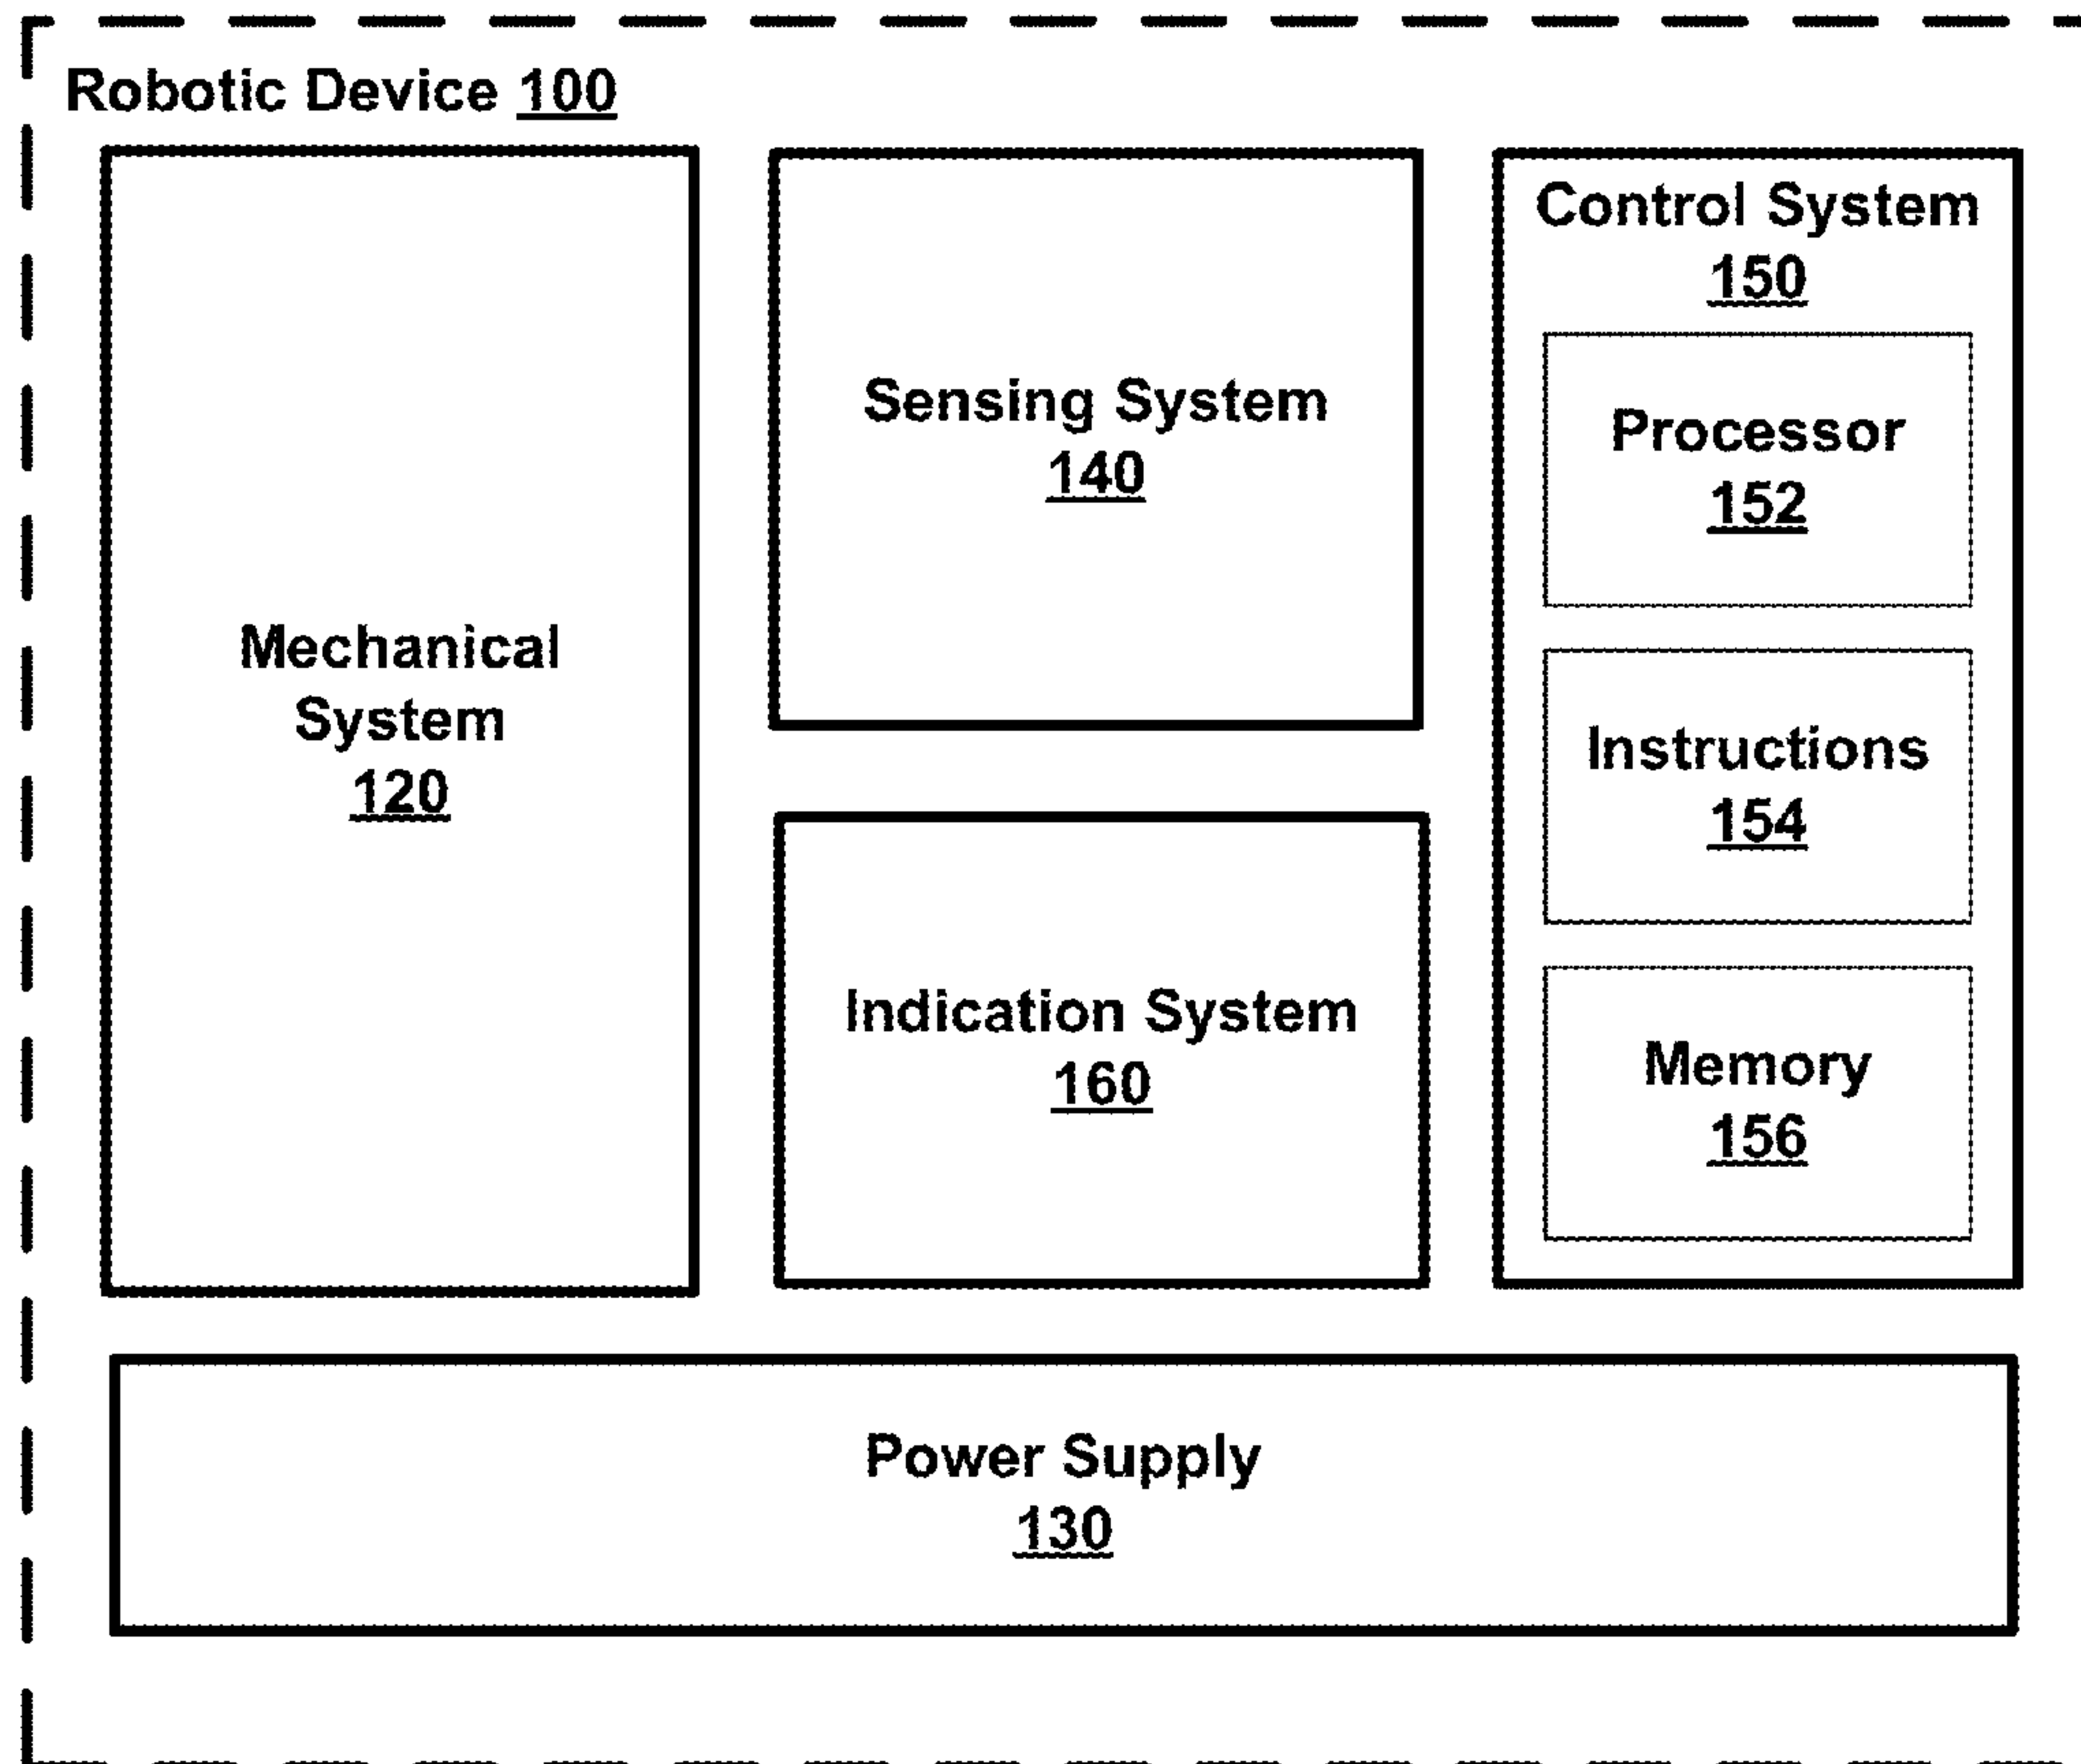 Robotic Device 100
Mechanical
System
120
Sensing System
140
Indication System
160
Control System
150
Processor
152
Instructions
154
Memory
156
Power Supply
130